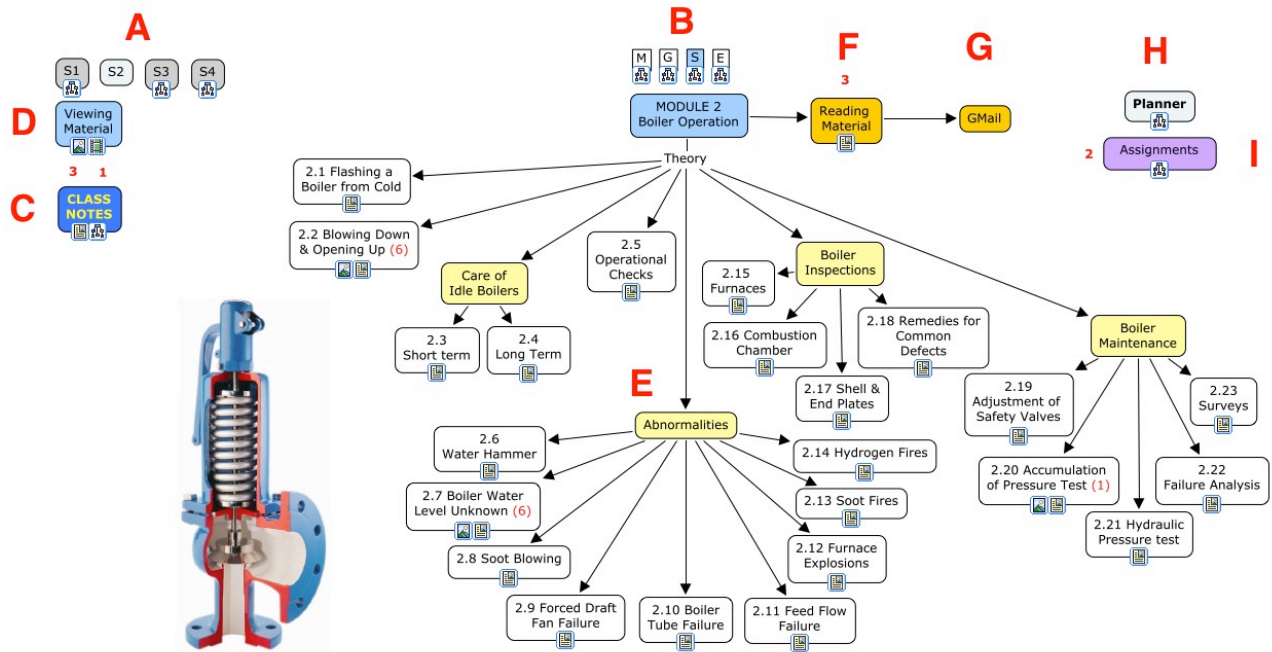 A
B
F
G
H
M G S E
3
S1 S2 S3 S4
D
Viewing
Material
3 1
C
CLASS
NOTES
MODULE 2
Boiler Operation
Reading
Material
GMail
Planner
2
Assignments
I
Theory
2.1 Flashing a
Boiler from Cold
2.2 Blowing Down
& Opening Up (6)
Care of
Idle Boilers
2.3
Short term
2.4
Long Term
2.5
Operational
Checks
Boiler
Inspections
2.15
Furnaces
2.16 Combustion
Chamber
2.17 Shell &
End Plates
2.18 Remedies for
Common
Defects
Boiler
Maintenance
2.19
Adjustment of
Safety Valves
2.20 Accumulation
of Pressure Test (1)
2.21 Hydraulic
Pressure test
2.22
Failure Analysis
2.23
Surveys
E
Abnormalities
2.6
Water Hammer
2.7 Boiler Water
Level Unknown (6)
2.8 Soot Blowing
2.9 Forced Draft
Fan Failure
2.10 Boiler
Tube Failure
2.11 Feed Flow
Failure
2.12 Furnace
Explosions
2.13 Soot Fires
2.14 Hydrogen Fires